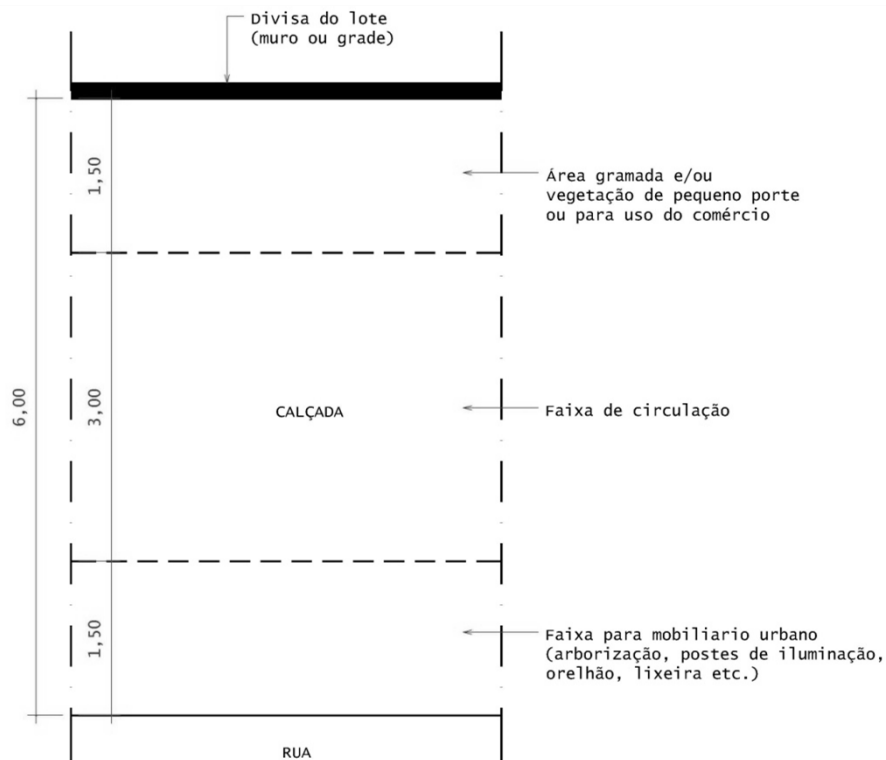 Divisa do lote
(muro ou grade)
1,50
Área gramada e/ou
vegetação de pequeno porte
ou para uso do comércio
6,00
3,00
CALÇADA
Faixa de circulação
1,50
Faixa para mobiliario urbano
(arborização, postes de iluminação,
orelhão, lixeira etc.)
RUA